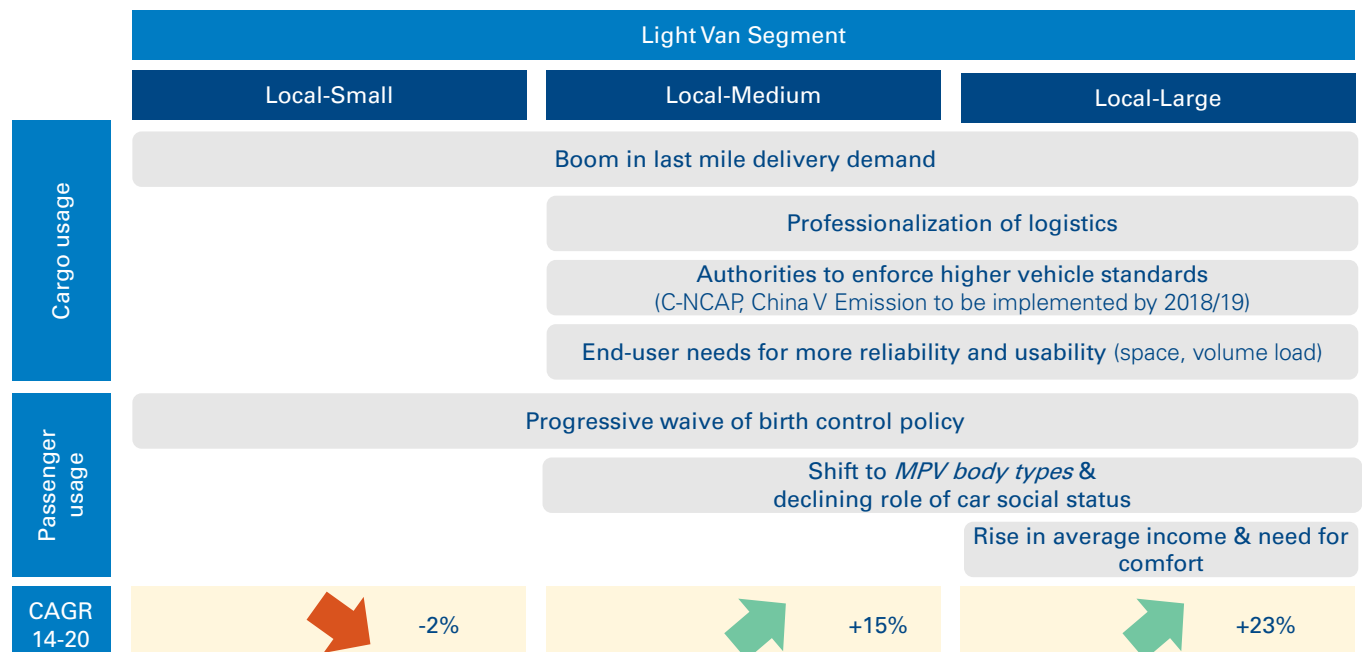 Light Van Segment
Local-Small
Local-Medium
Local-Large
Cargo usage
Boom in last mile delivery demand
Professionalization of logistics
Authorities to enforce higher vehicle standards
(C-NCAP, China V Emission to be implemented by 2018/19)
End-user needs for more reliability and usability (space, volume load)
Passenger
usage
Progressive waive of birth control policy
Shift to MPV body types &
declining role of car social status
Rise in average income & need for
comfort
CAGR
14-20
-2%
+15%
+23%